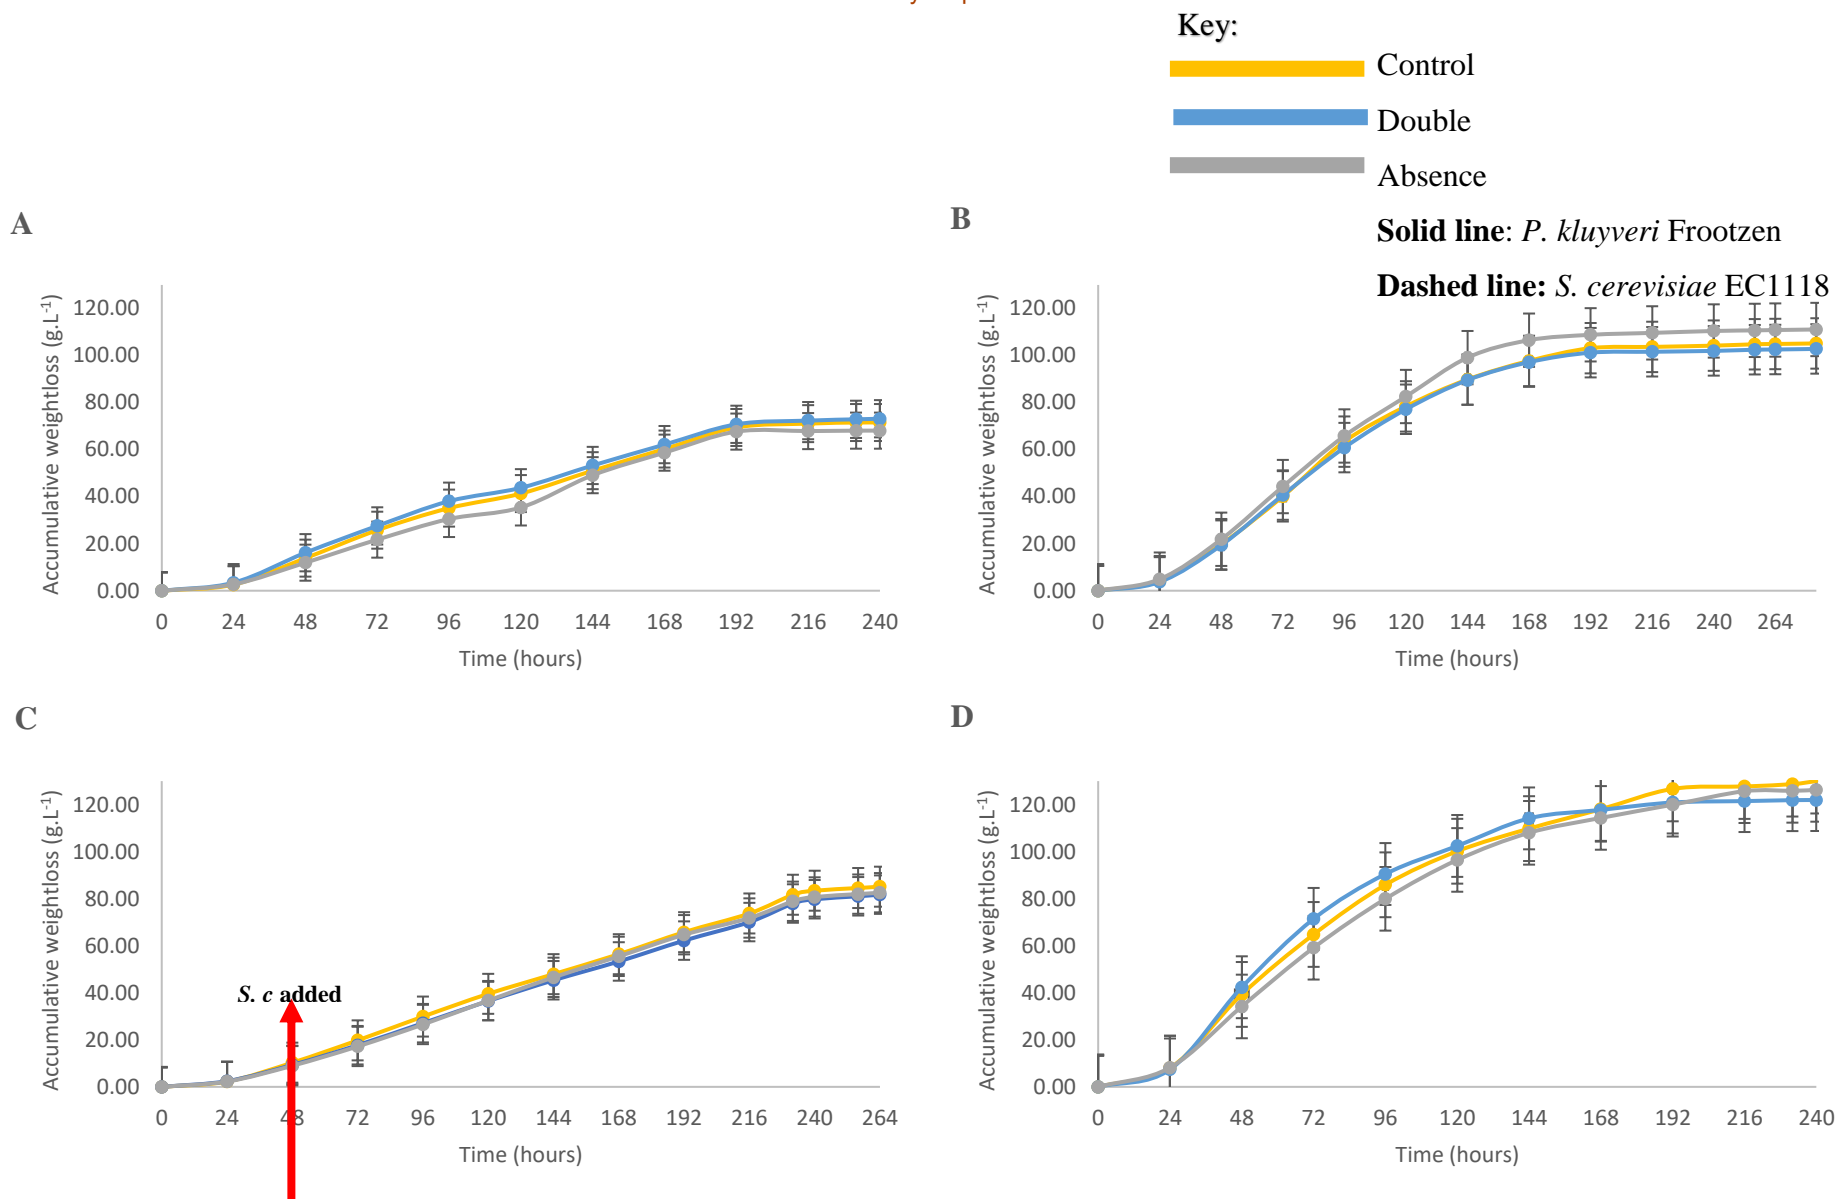 Key:
Control
Double
Absence
Solid line: P. kluyveri Frootzen
Dashed line: S. cerevisiae EC1118
A
Accumulative weightloss (g.L-1)
120.00
100.00
80.00
60.00
40.00
20.00
0.00
0 24 48 72 96 120 144 168 192 216 240
Time (hours)
B
Accumulative weightloss (g.L-1)
120.00
100.00
80.00
60.00
40.00
20.00
0.00
0 24 48 72 96 120 144 168 192 216 240 264
Time (hours)
C
Accumulative weightloss (g.L-1)
120.00
100.00
80.00
60.00
40.00
20.00
0.00
S. c added
0 24 48 72 96 120 144 168 192 216 240 264
Time (hours)
D
Accumulative weightloss (g.L-1)
120.00
100.00
80.00
60.00
40.00
20.00
0.00
0 24 48 72 96 120 144 168 192 216 240
Time (hours)